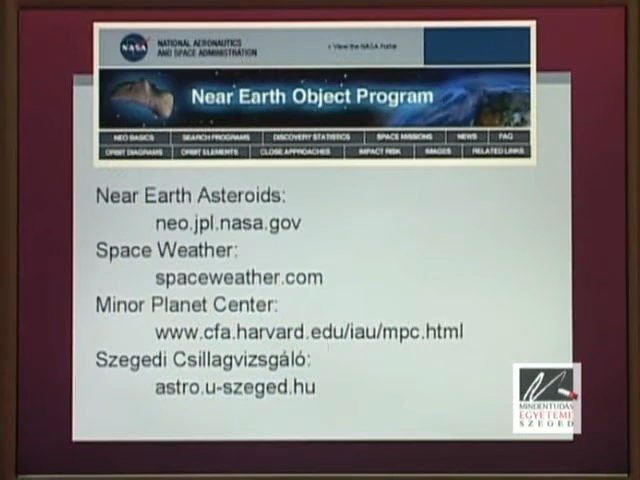 NASA
NATIONAL AERONAUTICS
AND SPACE ADMINISTRATION
+ View the NASA Portal
Near Earth Object Program
NEO BASICS SEARCH PROGRAMS DISCOVERY STATISTICS SPACE MISSIONS NEWS FAQ
ORBIT DIAGRAMS ORBIT ELEMENTS CLOSE APPROACHES IMPACT RISK IMAGES RELATED LINKS
Near Earth Asteroids:
neo.jpl.nasa.gov
Space Weather:
spaceweather.com
Minor Planet Center:
www.cfa.harvard.edu/iau/mpc.html
Szegedi Csillagvizsgáló:
astro.u-szeged.hu
MINDENTUDÁS
EGYETEME
SZEGED